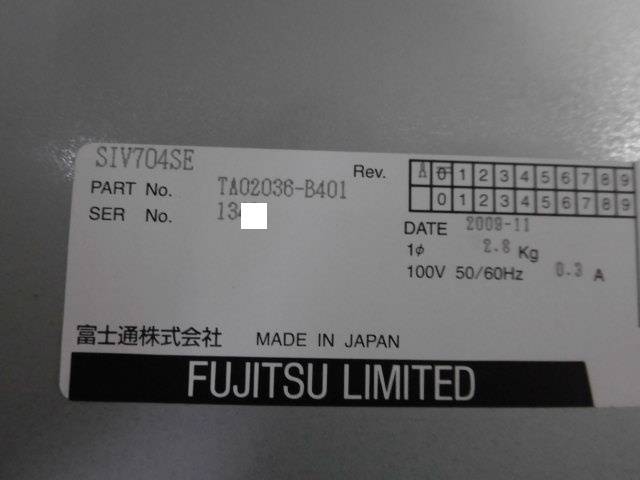 SIV704SE
PART No. TA02036-B401
SER No. 13
Rev. A 0 1 2 3 4 5 6 7 8 9
0 1 2 3 4 5 6 7 8 9
DATE 2009-11
1φ 2.8 Kg
100V 50/60Hz 0.3 A
富士通株式会社 MADE IN JAPAN
FUJITSU LIMITED